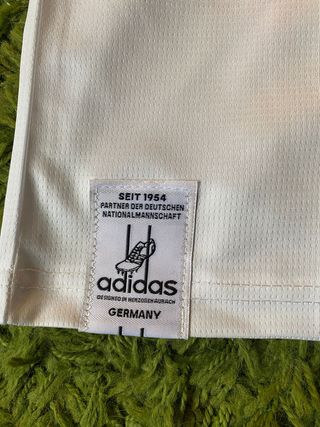 SEIT 1954
PARTNER DER DEUTSCHEN
NATIONALMANNSCHAFT
adidas
DESIGNED IN HERZOGENAURACH
GERMANY